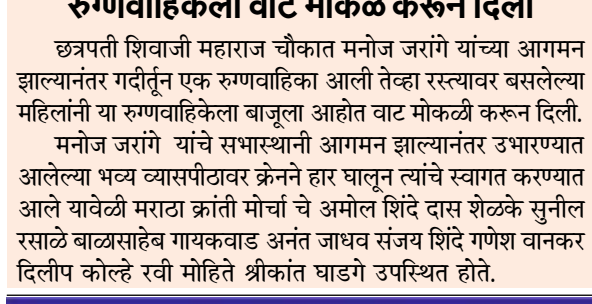 रुग्णवाहिकेला वाट मोकळे करून दिली
छत्रपती शिवाजी महाराज चौकात मनोज जरांगे यांच्या आगमन
झाल्यानंतर गदीर्तून एक रुग्णवाहिका आली तेव्हा रस्त्यावर बसलेल्या
महिलांनी या रुग्णवाहिकेला बाजूला आहोत वाट मोकळी करून दिली.
मनोज जरांगे यांचे सभास्थानी आगमन झाल्यानंतर उभारण्यात
आलेल्या भव्य व्यासपीठावर क्रेनने हार घालून त्यांचे स्वागत करण्यात
आले यावेळी मराठा क्रांती मोर्चा चे अमोल शिंदे दास शेळके सुनील
रसाळे बाळासाहेब गायकवाड अनंत जाधव संजय शिंदे गणेश वानकर
दिलीप कोल्हे रवी मोहिते श्रीकांत घाडगे उपस्थित होते.